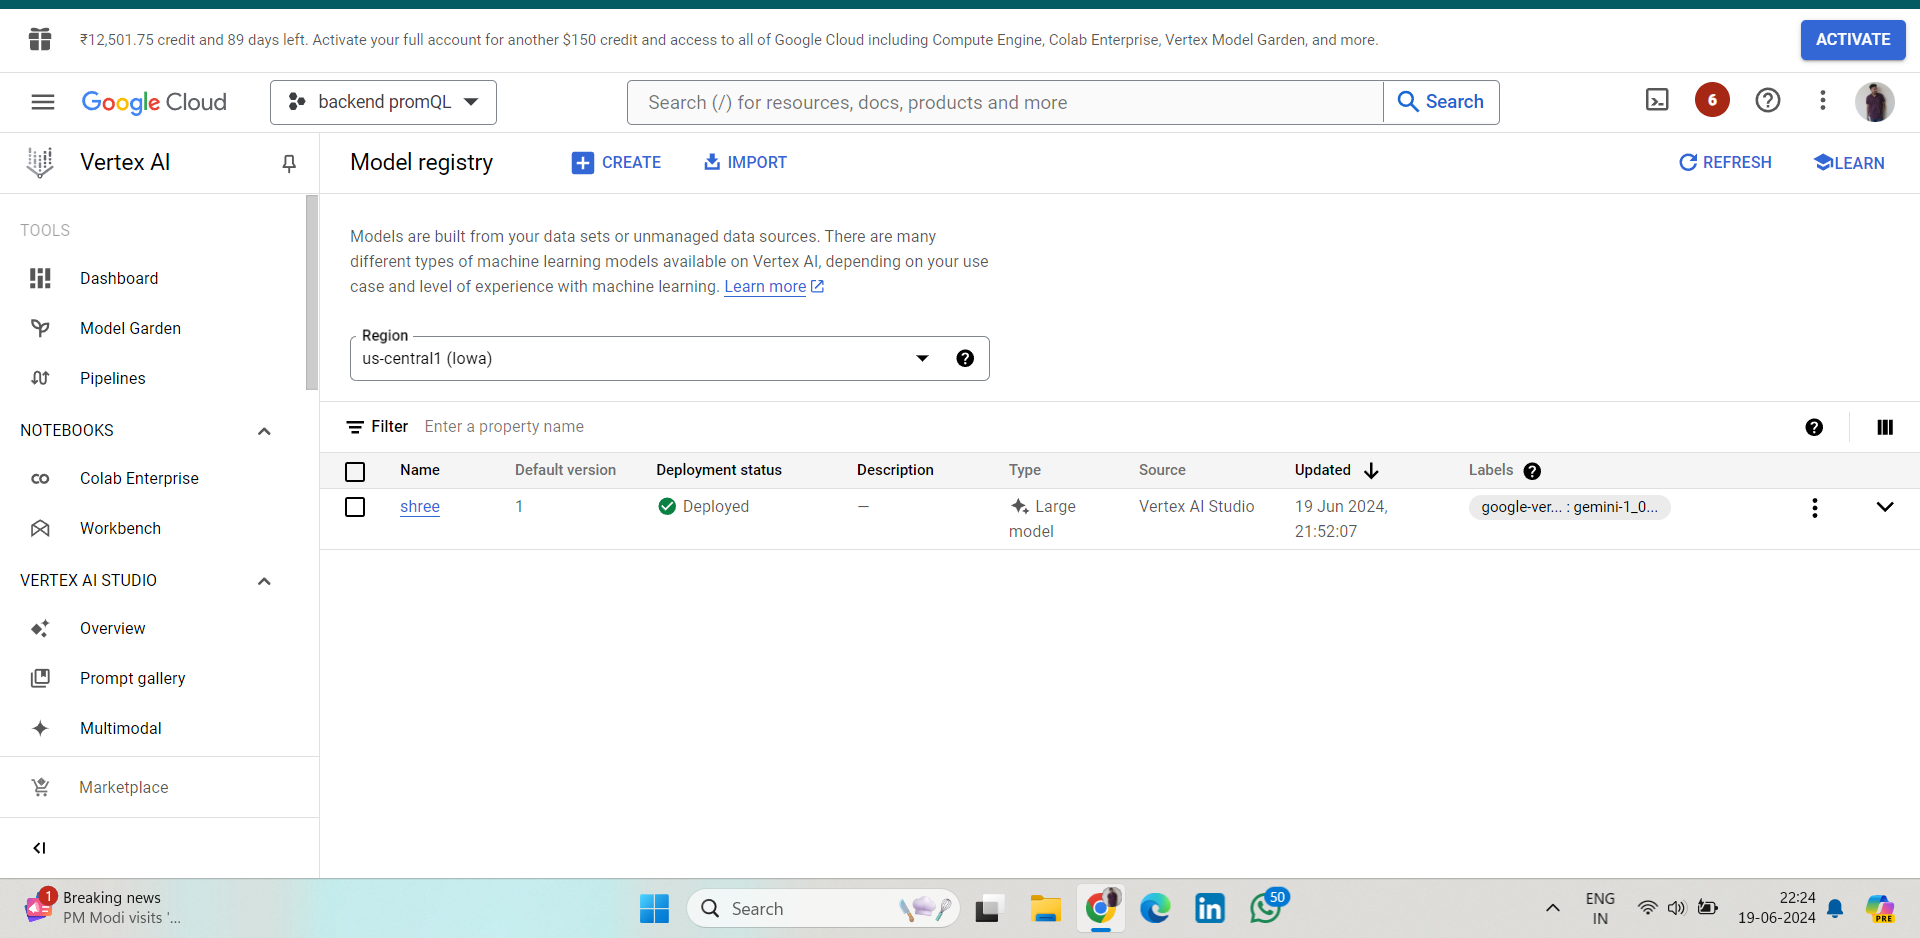 ₹12,501.75 credit and 89 days left. Activate your full account for another $150 credit and access to all of Google Cloud including Compute Engine, Colab Enterprise, Vertex Model Garden, and more.
ACTIVATE
Google Cloud
backend promQL
Search (/) for resources, docs, products and more
Search
6
Vertex AI
Model registry
CREATE
IMPORT
REFRESH
LEARN
TOOLS
Dashboard
Model Garden
Pipelines
NOTEBOOKS
Colab Enterprise
Workbench
VERTEX AI STUDIO
Overview
Prompt gallery
Multimodal
Marketplace
Models are built from your data sets or unmanaged data sources. There are many
different types of machine learning models available on Vertex AI, depending on your use
case and level of experience with machine learning. Learn more
Region
us-central1 (Iowa)
Filter Enter a property name
Name Default version Deployment status Description Type Source Updated Labels
shree 1 Deployed — Large model Vertex AI Studio 19 Jun 2024, 21:52:07 google-ver... : gemini-1_0...
1
Breaking news
PM Modi visits '...
Search
50
ENG
IN
22:24
19-06-2024
PRE